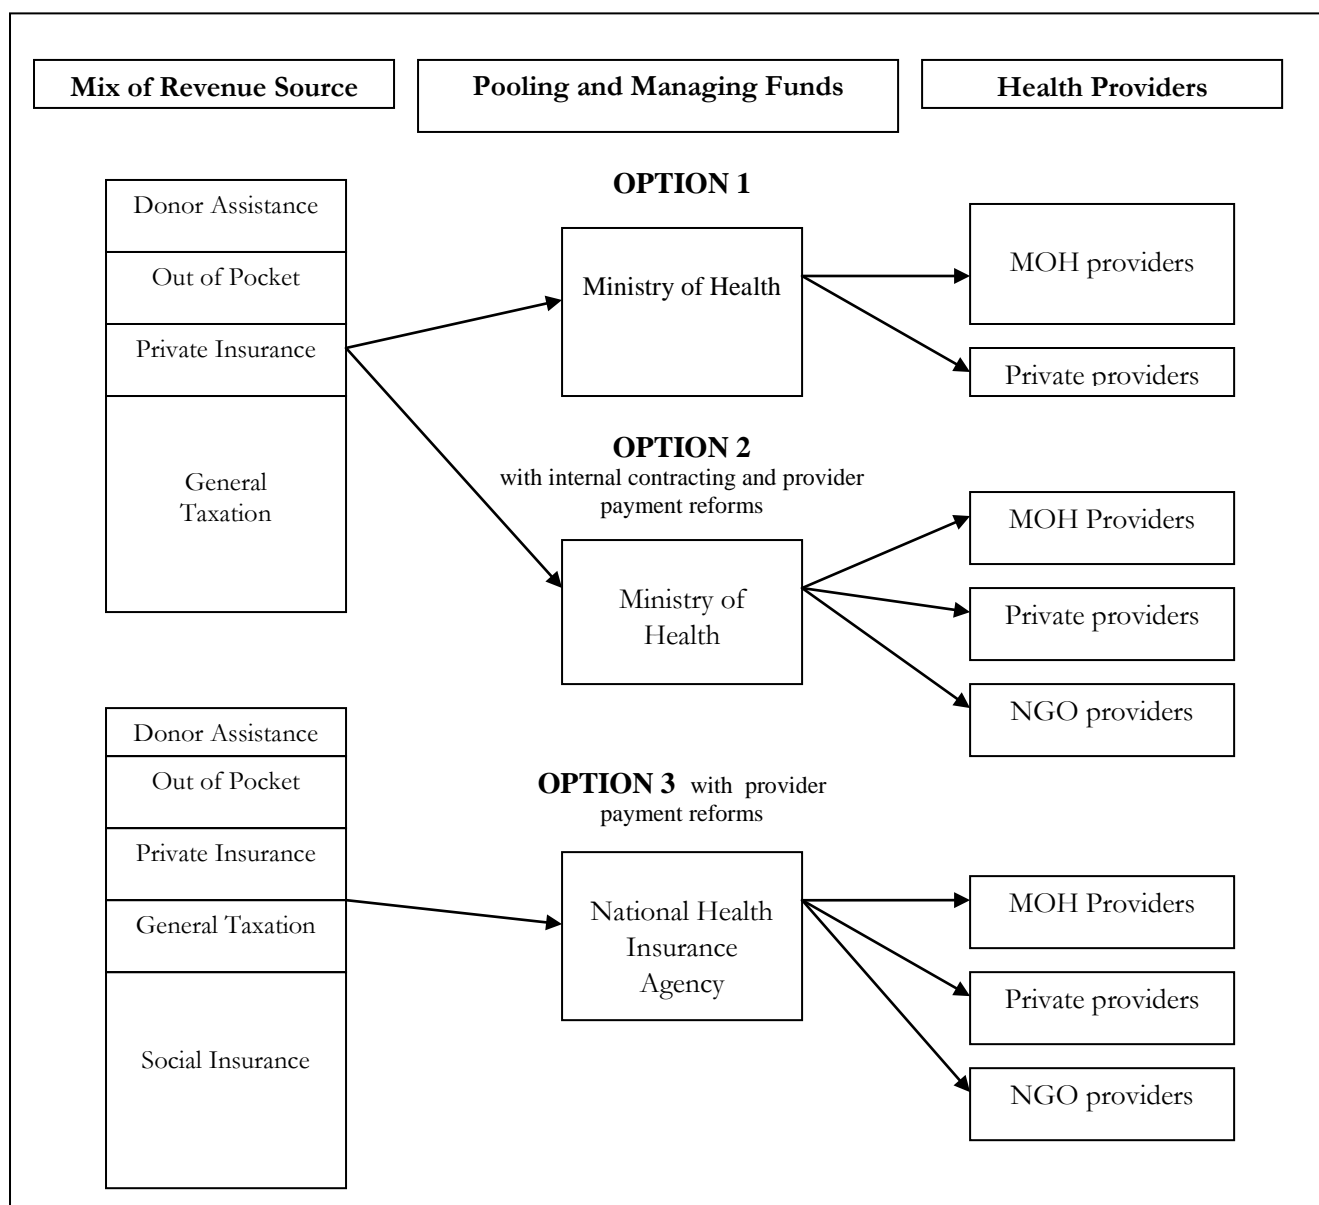 Mix of Revenue Source
Pooling and Managing Funds
Health Providers
Donor Assistance
Out of Pocket
Private Insurance
General
Taxation
OPTION 1
Ministry of Health
MOH providers
Private providers
OPTION 2
with internal contracting and provider
payment reforms
Ministry of
Health
MOH Providers
Private providers
NGO providers
Donor Assistance
Out of Pocket
Private Insurance
General Taxation
Social Insurance
OPTION 3 with provider
payment reforms
National Health
Insurance
Agency
MOH Providers
Private providers
NGO providers